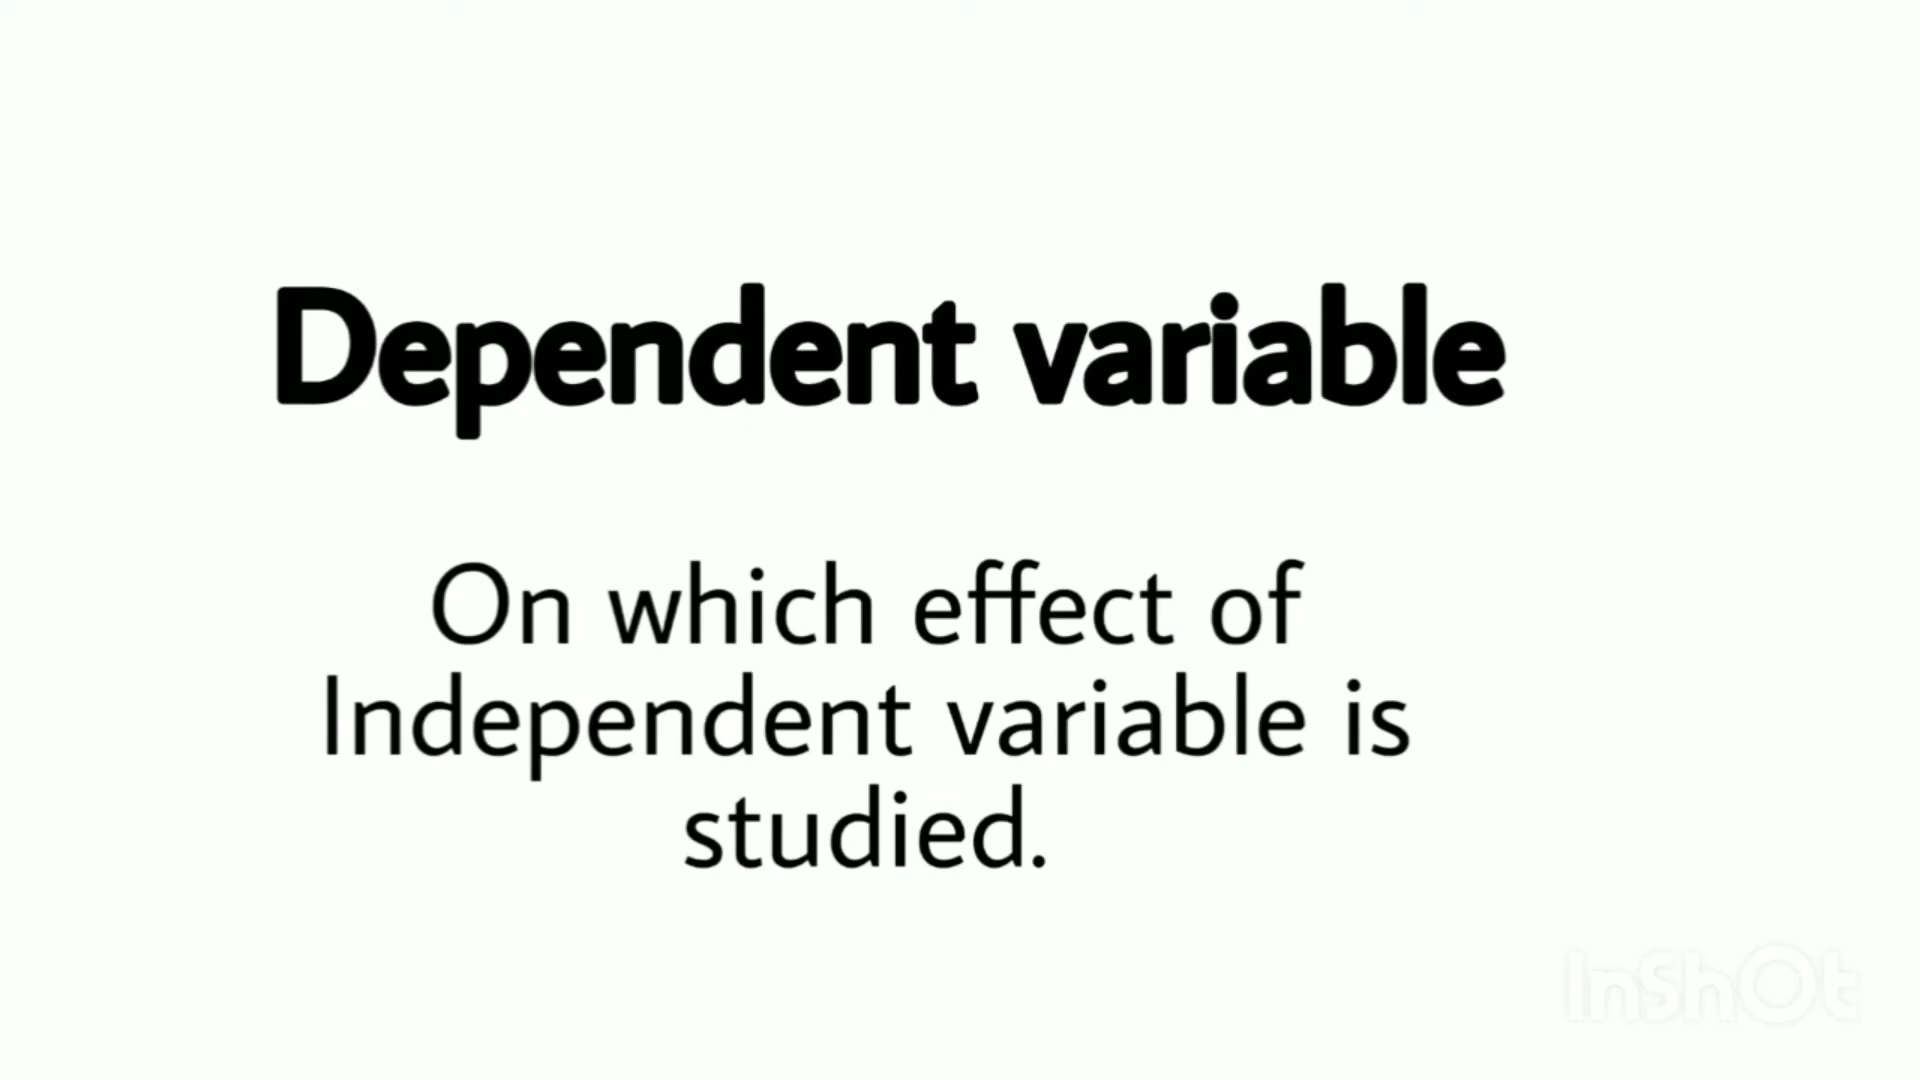 Dependent variable
On which effect of
Independent variable is
studied.
InShOt